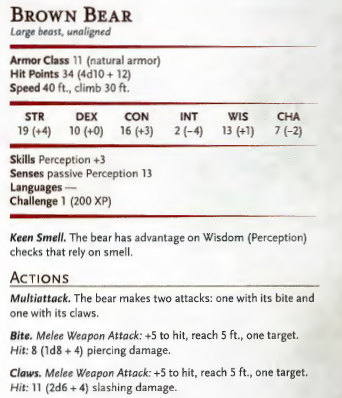 BROWN BEAR
Large beast, unaligned
Armor Class 11 (natural armor)
Hit Points 34 (4d10 + 12)
Speed 40 ft., climb 30 ft.
STR DEX CON INT WIS CHA
19 (+4) 10 (+0) 16 (+3) 2 (−4) 13 (+1) 7 (−2)
Skills Perception +3
Senses passive Perception 13
Languages —
Challenge 1 (200 XP)
Keen Smell. The bear has advantage on Wisdom (Perception)
checks that rely on smell.
ACTIONS
Multiattack. The bear makes two attacks: one with its bite and
one with its claws.
Bite. Melee Weapon Attack: +5 to hit, reach 5 ft., one target.
Hit: 8 (1d8 + 4) piercing damage.
Claws. Melee Weapon Attack: +5 to hit, reach 5 ft., one target.
Hit: 11 (2d6 + 4) slashing damage.